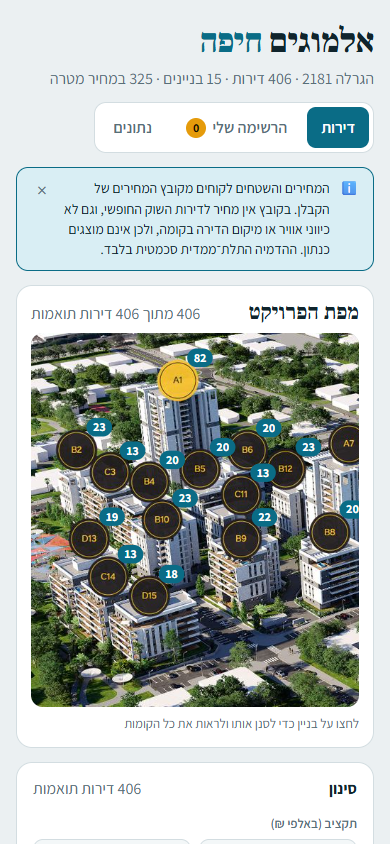 אלמוגים חיפה
הגרלה 2181 · 406 דירות · 15 בניינים · 325 במחיר מטרה
דירות
הרשימה שלי 0
נתונים
המחירים והשטחים לקוחים מקובץ המחירים של
הקבלן. בקובץ אין מחיר לדירות השוק החופשי, וגם לא
כיווני אוויר או מיקום הדירה בקומה, ולכן אינם מוצגים
כנתון. ההדמיה התלת־ממדית סכמטית בלבד.
מפת הפרויקט
406 מתוך 406 דירות תואמות
A1 82
B2 23
C3 13
B4 20
B5 20
B6 20
A7
B12 23
C11 13
B10 23
B9 22
B8 20
D13 19
C14 13
D15 18
לחצו על בניין כדי לסנן אותו ולראות את כל הקומות
סינון
406 דירות תואמות
תקציב (באלפי ₪)